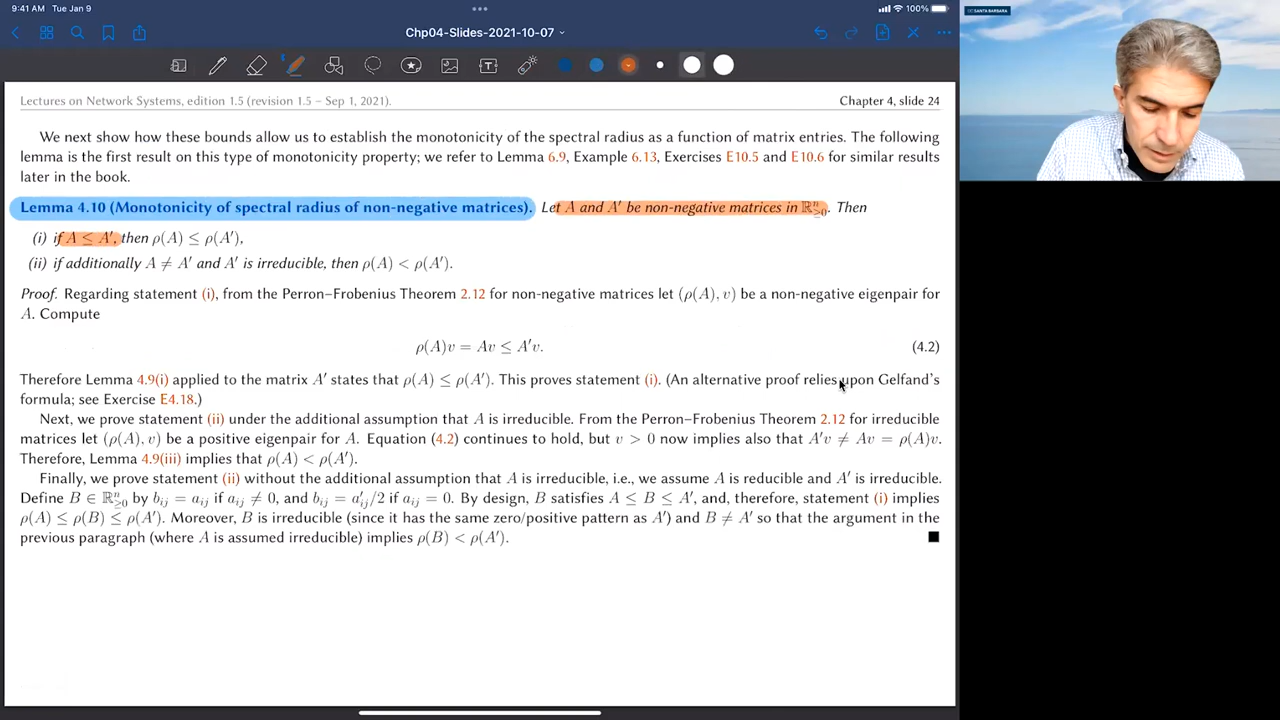 9:41 AM Tue Jan 9
100%
Chp04-Slides-2021-10-07
SANTA BARBARA
Lectures on Network Systems, edition 1.5 (revision 1.5 – Sep 1, 2021).
Chapter 4, slide 24
We next show how these bounds allow us to establish the monotonicity of the spectral radius as a function of matrix entries. The following
lemma is the first result on this type of monotonicity property; we refer to Lemma 6.9, Example 6.13, Exercises E10.5 and E10.6 for similar results
later in the book.
Lemma 4.10 (Monotonicity of spectral radius of non-negative matrices). Let A and A′ be non-negative matrices in ℝⁿ≥0. Then
(i) if A ≤ A′, then ρ(A) ≤ ρ(A′),
(ii) if additionally A ≠ A′ and A′ is irreducible, then ρ(A) < ρ(A′).
Proof. Regarding statement (i), from the Perron–Frobenius Theorem 2.12 for non-negative matrices let (ρ(A), v) be a non-negative eigenpair for
A. Compute
ρ(A)v = Av ≤ A′v. (4.2)
Therefore Lemma 4.9(i) applied to the matrix A′ states that ρ(A) ≤ ρ(A′). This proves statement (i). (An alternative proof relies upon Gelfand's
formula; see Exercise E4.18.)
Next, we prove statement (ii) under the additional assumption that A is irreducible. From the Perron–Frobenius Theorem 2.12 for irreducible
matrices let (ρ(A), v) be a positive eigenpair for A. Equation (4.2) continues to hold, but v > 0 now implies also that A′v ≠ Av = ρ(A)v.
Therefore, Lemma 4.9(iii) implies that ρ(A) < ρ(A′).
Finally, we prove statement (ii) without the additional assumption that A is irreducible, i.e., we assume A is reducible and A′ is irreducible.
Define B ∈ ℝⁿ≥0 by bᵢⱼ = aᵢⱼ if aᵢⱼ ≠ 0, and bᵢⱼ = a′ᵢⱼ/2 if aᵢⱼ = 0. By design, B satisfies A ≤ B ≤ A′, and, therefore, statement (i) implies
ρ(A) ≤ ρ(B) ≤ ρ(A′). Moreover, B is irreducible (since it has the same zero/positive pattern as A′) and B ≠ A′ so that the argument in the
previous paragraph (where A is assumed irreducible) implies ρ(B) < ρ(A′). ■